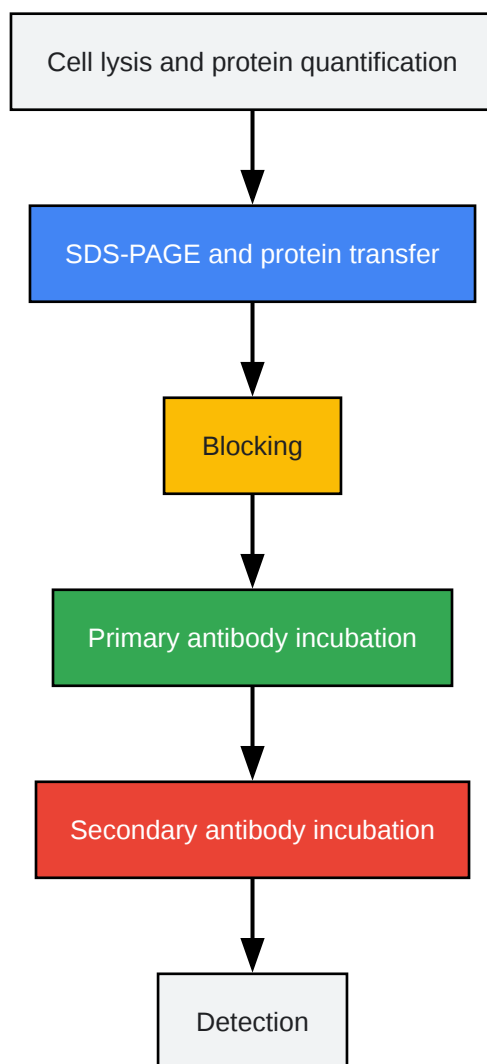 Cell lysis and protein quantification
SDS-PAGE and protein transfer
Blocking
Primary antibody incubation
Secondary antibody incubation
Detection